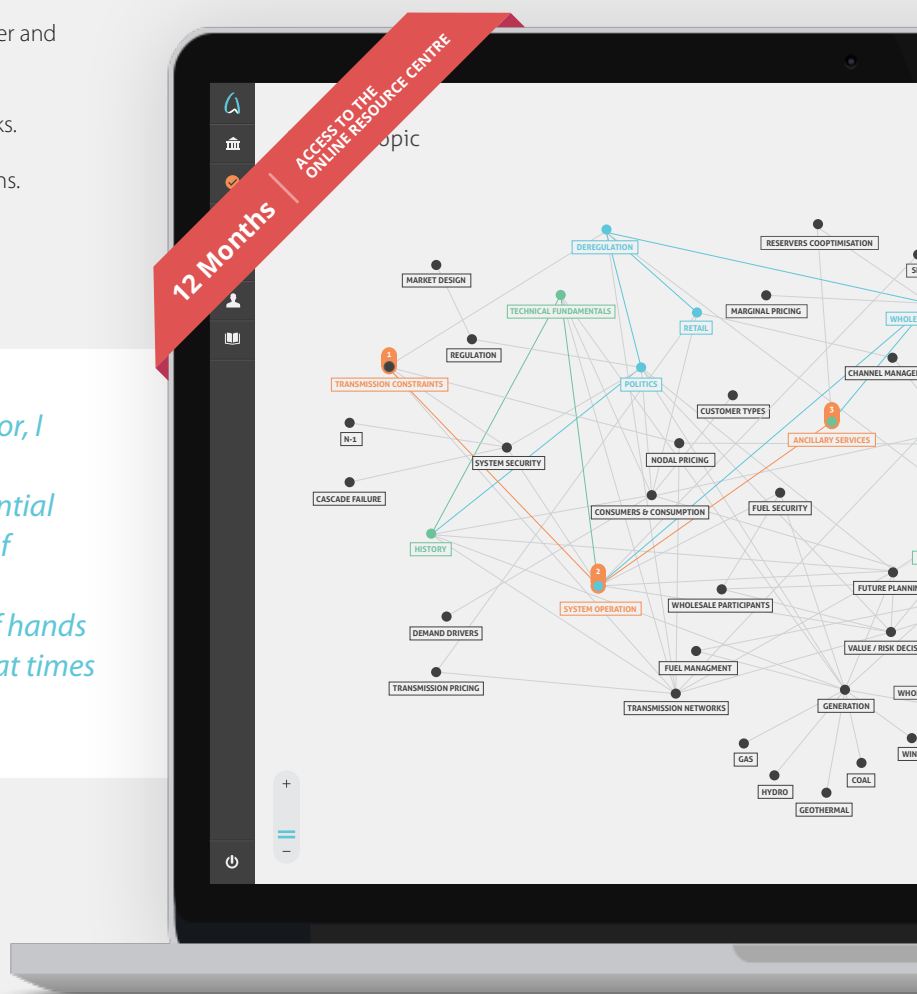 er and
ks.
ns.
or, I
ntial
f
f hands
at times
12 Months
ACCESS TO THE
ONLINE RESOURCE CENTRE
opic
DEREGULATION
RESERVERS COOPTIMISATION
MARKET DESIGN
TECHNICAL FUNDAMENTALS
MARGINAL PRICING
RETAIL
WHOLE
REGULATION
1
TRANSMISSION CONSTRAINTS
POLITICS
CHANNEL MANAGE
CUSTOMER TYPES
3
ANCILLARY SERVICES
N-1
SYSTEM SECURITY
NODAL PRICING
CASCADE FAILURE
CONSUMERS & CONSUMPTION
FUEL SECURITY
HISTORY
2
SYSTEM OPERATION
WHOLESALE PARTICIPANTS
FUTURE PLANNI
DEMAND DRIVERS
VALUE / RISK DECIS
FUEL MANAGMENT
TRANSMISSION PRICING
TRANSMISSION NETWORKS
GENERATION
WHO
GAS
WIN
HYDRO
COAL
GEOTHERMAL
+
−